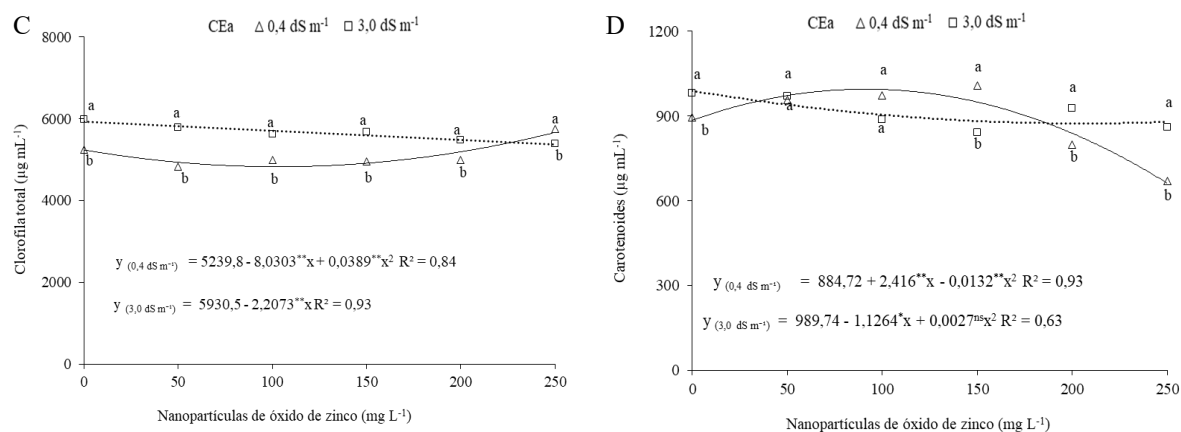 C
CEa △ 0,4 dS m⁻¹ □ 3,0 dS m⁻¹
8000
6000
4000
2000
0
Clorofila total (µg mL⁻¹)
a a a a a a
b b b b b b
y (0,4 dS m⁻¹) = 5239,8 - 8,0303**x + 0,0389**x² R² = 0,84
y (3,0 dS m⁻¹) = 5930,5 - 2,2073**x R² = 0,93
0 50 100 150 200 250
Nanopartículas de óxido de zinco (mg L⁻¹)
D
CEa △ 0,4 dS m⁻¹ □ 3,0 dS m⁻¹
1200
900
600
300
0
Carotenoides (µg mL⁻¹)
a a a a a a
b a a b b b
y (0,4 dS m⁻¹) = 884,72 + 2,416**x - 0,0132**x² R² = 0,93
y (3,0 dS m⁻¹) = 989,74 - 1,1264*x + 0,0027ⁿˢx² R² = 0,63
0 50 100 150 200 250
Nanopartículas de óxido de zinco (mg L⁻¹)